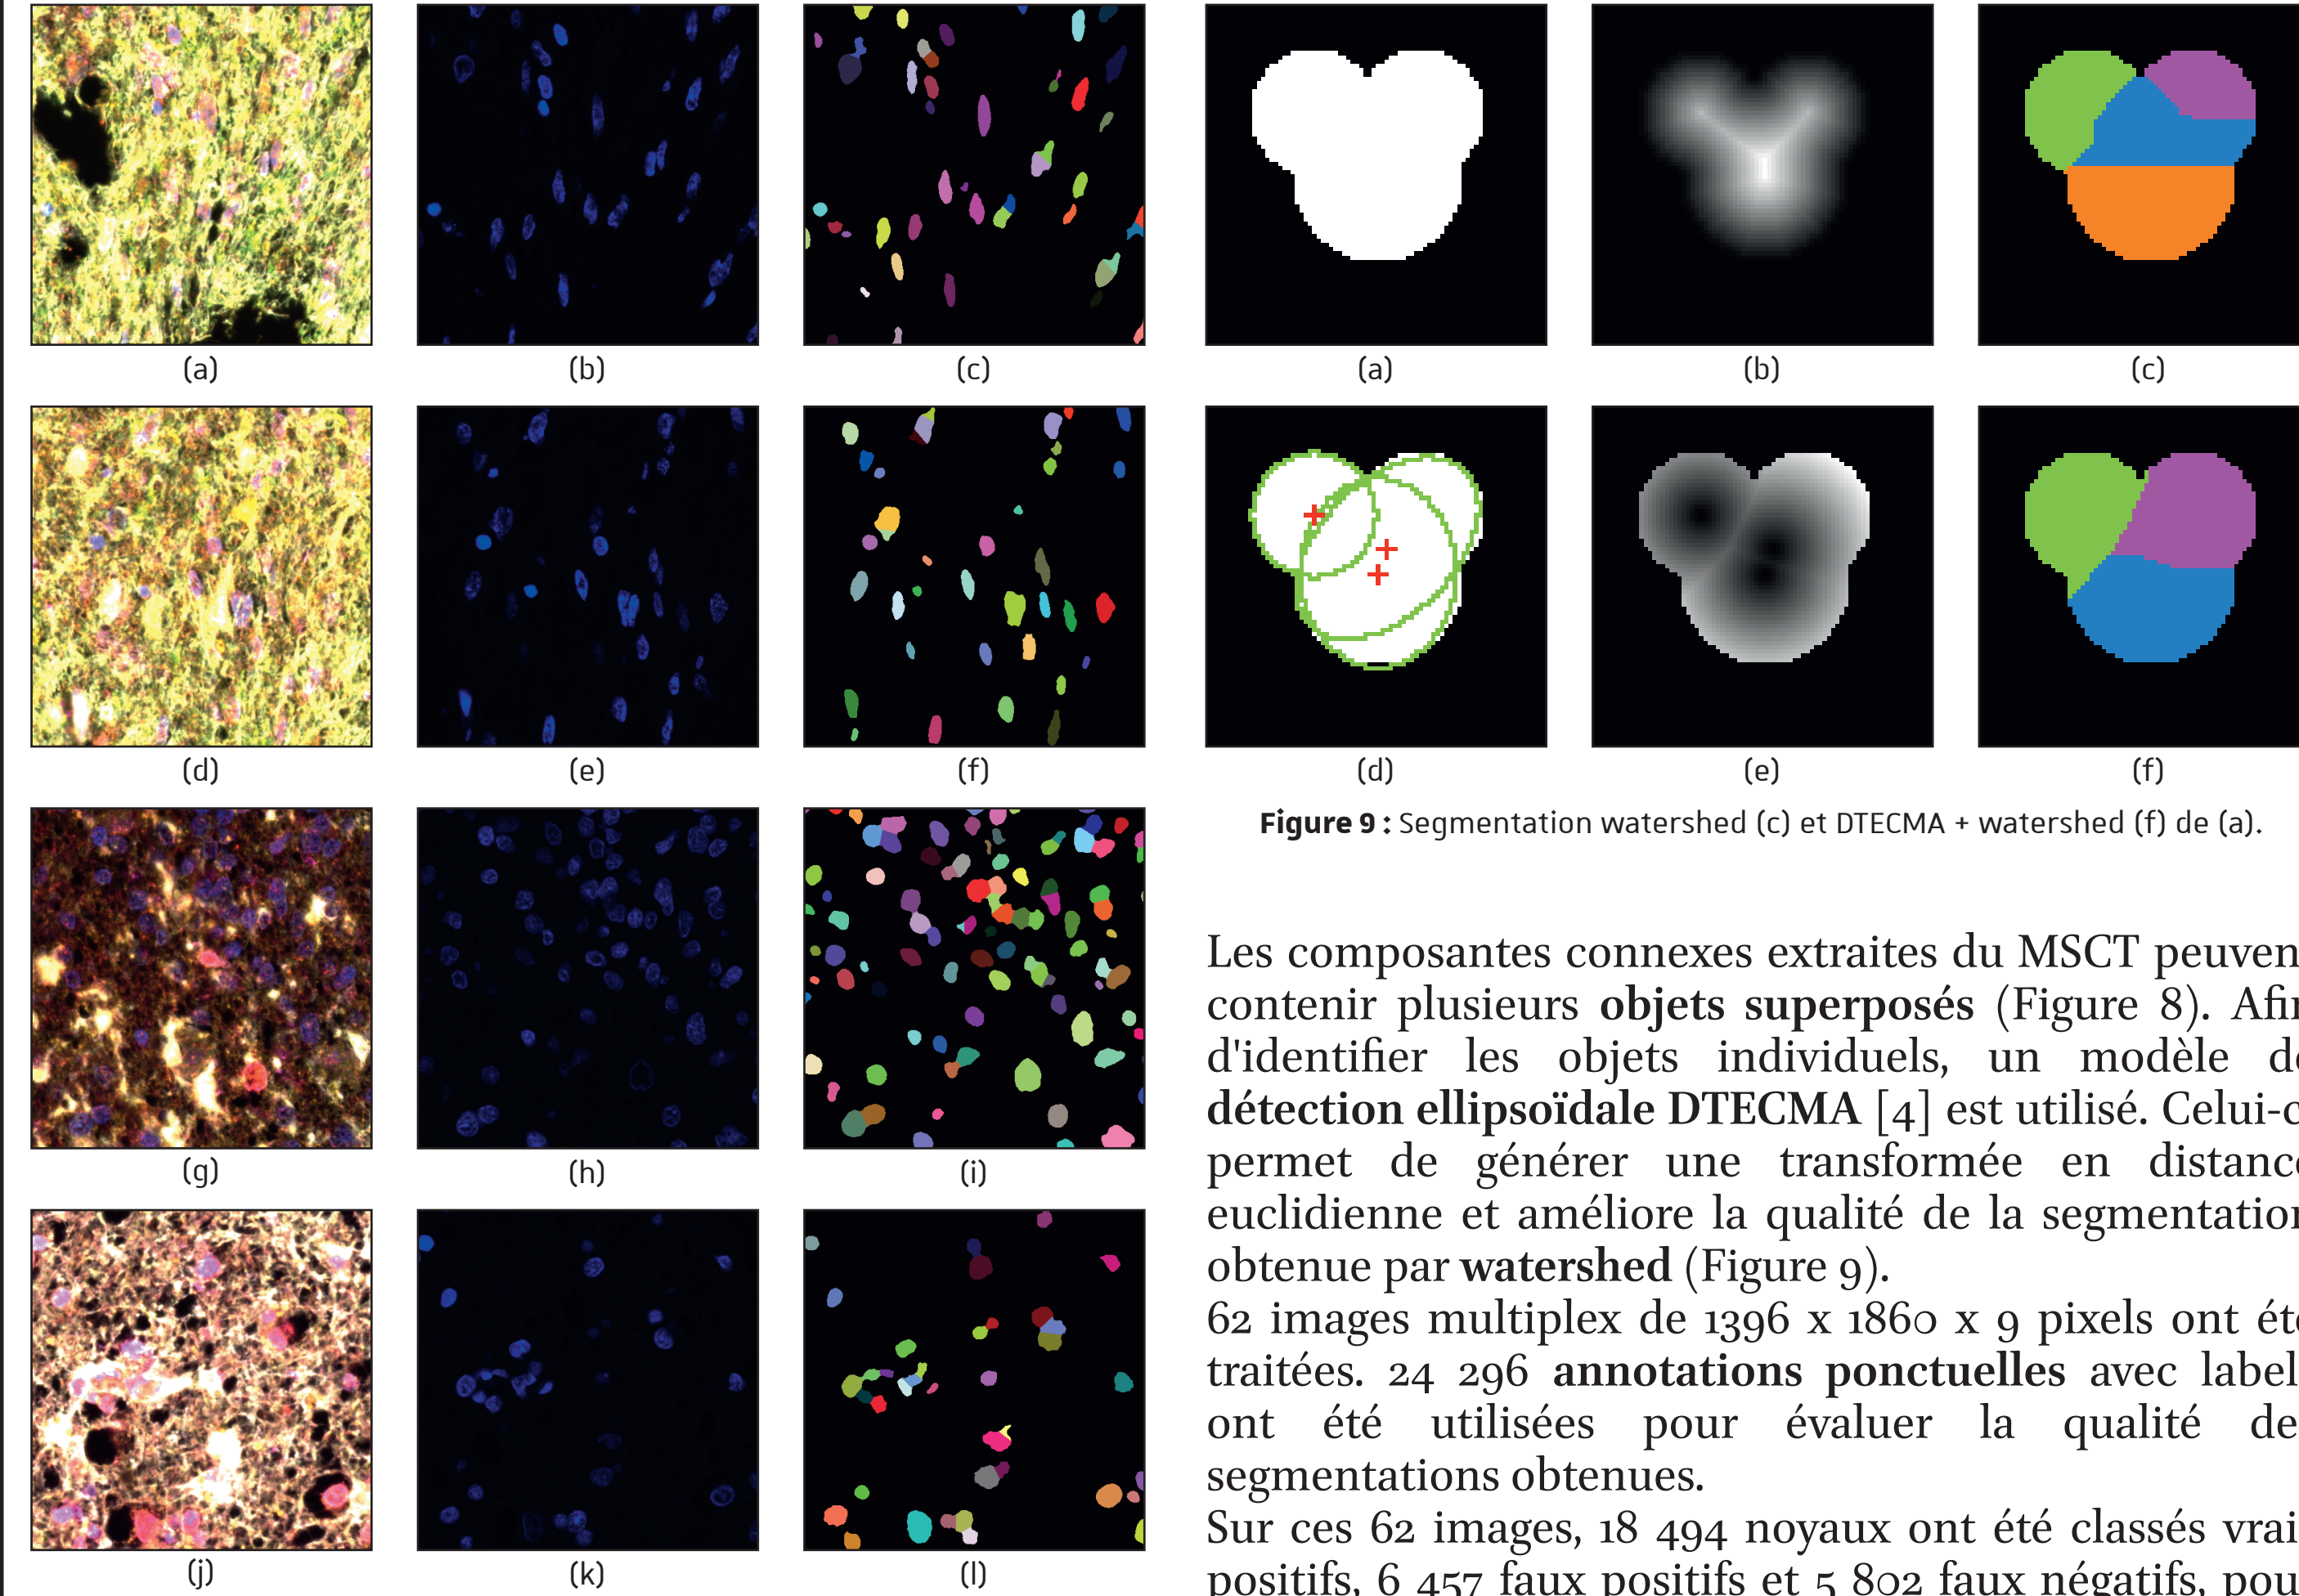 (a) (b) (c)
(d) (e) (f)
(g) (h) (i)
(j) (k) (l)
(a) (b) (c)
(d) (e) (f)
Figure 9 : Segmentation watershed (c) et DTECMA + watershed (f) de (a).
Les composantes connexes extraites du MSCT peuven
contenir plusieurs objets superposés (Figure 8). Afin
d'identifier les objets individuels, un modèle de
détection ellipsoïdale DTECMA [4] est utilisé. Celui-c
permet de générer une transformée en distance
euclidienne et améliore la qualité de la segmentation
obtenue par watershed (Figure 9).
62 images multiplex de 1396 x 1860 x 9 pixels ont été
traitées. 24 296 annotations ponctuelles avec label
ont été utilisées pour évaluer la qualité de
segmentations obtenues.
Sur ces 62 images, 18 494 noyaux ont été classés vrai
positifs, 6 457 faux positifs et 5 802 faux négatifs, pou